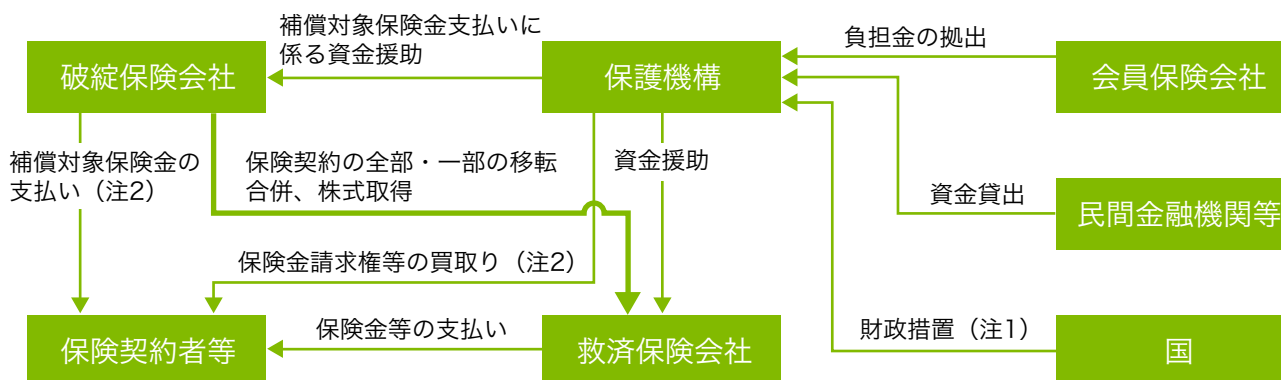 補償対象保険金支払いに
係る資金援助
負担金の拠出
破綻保険会社
保護機構
会員保険会社
補償対象保険金の
支払い（注2）
保険契約の全部・一部の移転
合併、株式取得
資金援助
資金貸出
民間金融機関等
保険金請求権等の買取り（注2）
保険金等の支払い
財政措置（注1）
保険契約者等
救済保険会社
国